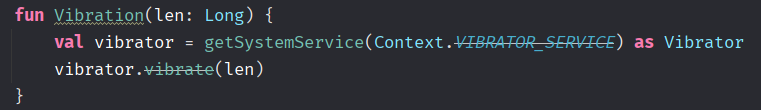 fun Vibration(len: Long) {
    val vibrator = getSystemService(Context.VIBRATOR_SERVICE) as Vibrator
    vibrator.vibrate(len)
}